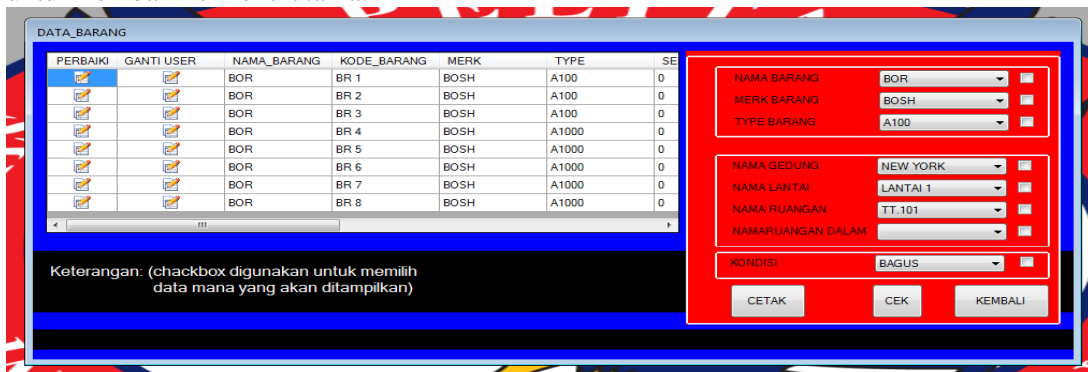 DATA_BARANG
PERBAIKI GANTI USER NAMA_BARANG KODE_BARANG MERK TYPE SE
BOR BR 1 BOSH A100 0
BOR BR 2 BOSH A100 0
BOR BR 3 BOSH A100 0
BOR BR 4 BOSH A1000 0
BOR BR 5 BOSH A1000 0
BOR BR 6 BOSH A1000 0
BOR BR 7 BOSH A1000 0
BOR BR 8 BOSH A1000 0
NAMA BARANG BOR
MERK BARANG BOSH
TYPE BARANG A100
NAMA GEDUNG NEW YORK
NAMA LANTAI LANTAI 1
NAMA RUANGAN TT.101
NAMARUANGAN DALAM
KONDISI BAGUS
CETAK CEK KEMBALI
Keterangan: (chackbox digunakan untuk memilih
data mana yang akan ditampilkan)